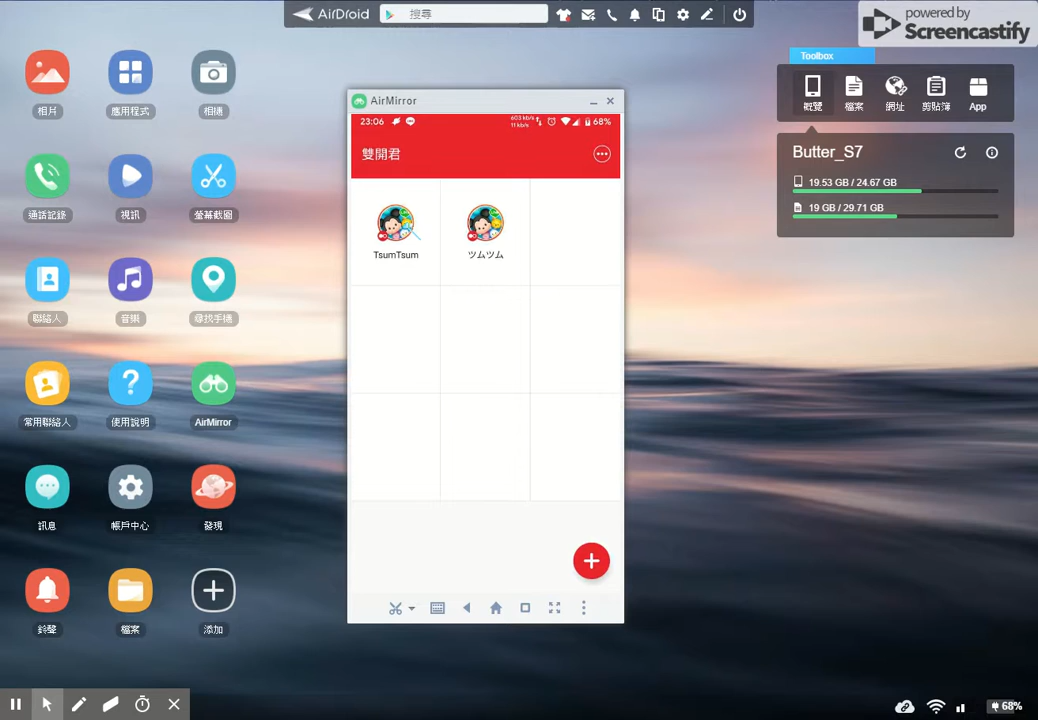 AirDroid
搜尋
powered by
Screencastify
相片
應用程式
相機
通話記錄
視訊
螢幕截圖
聯絡人
音樂
尋找手機
常用聯絡人
使用說明
AirMirror
訊息
帳戶中心
發現
鈴聲
檔案
添加
AirMirror
23:06
603 kb/s
11 kb/s
68%
雙開君
TsumTsum
ツムツム
Toolbox
概覽
檔案
網址
剪貼簿
App
Butter_S7
19.53 GB / 24.67 GB
19 GB / 29.71 GB
68%